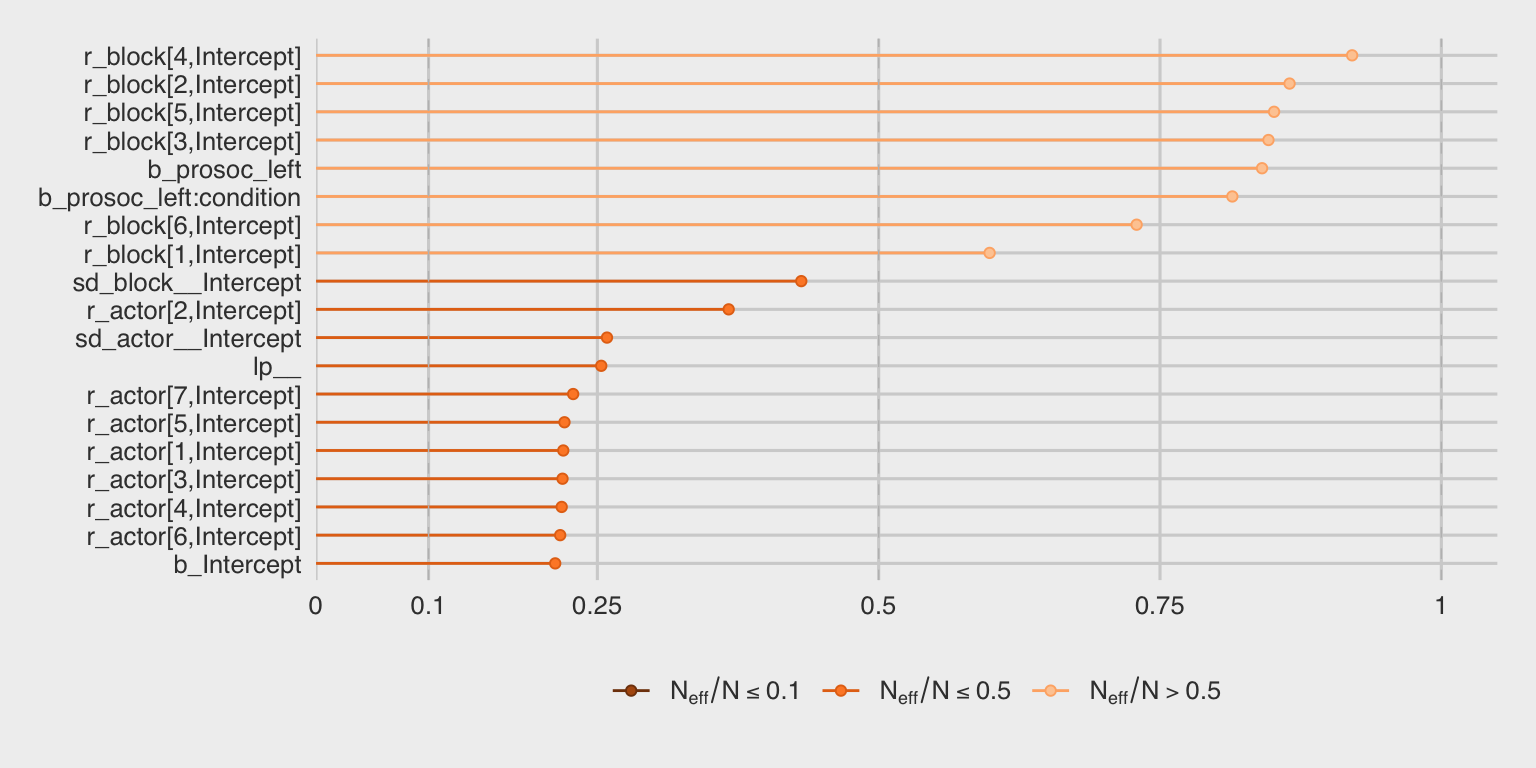 r_block[4,Intercept]
r_block[2,Intercept]
r_block[5,Intercept]
r_block[3,Intercept]
b_prosoc_left
b_prosoc_left:condition
r_block[6,Intercept]
r_block[1,Intercept]
sd_block__Intercept
r_actor[2,Intercept]
sd_actor__Intercept
lp__
r_actor[7,Intercept]
r_actor[5,Intercept]
r_actor[1,Intercept]
r_actor[3,Intercept]
r_actor[4,Intercept]
r_actor[6,Intercept]
b_Intercept
0 0.1 0.25 0.5 0.75 1
Neff/N ≤ 0.1 Neff/N ≤ 0.5 Neff/N > 0.5